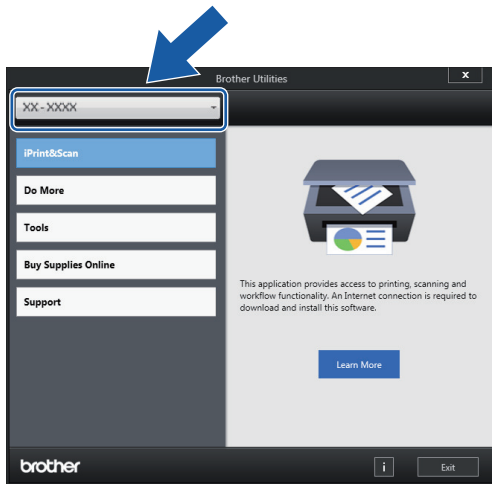 Brother Utilities
X
XX-XXXX
iPrint&Scan
Do More
Tools
Buy Supplies Online
Support
This application provides access to printing, scanning and
workflow functionality. An Internet connection is required to
download and install this software.
Learn More
brother
i
Exit